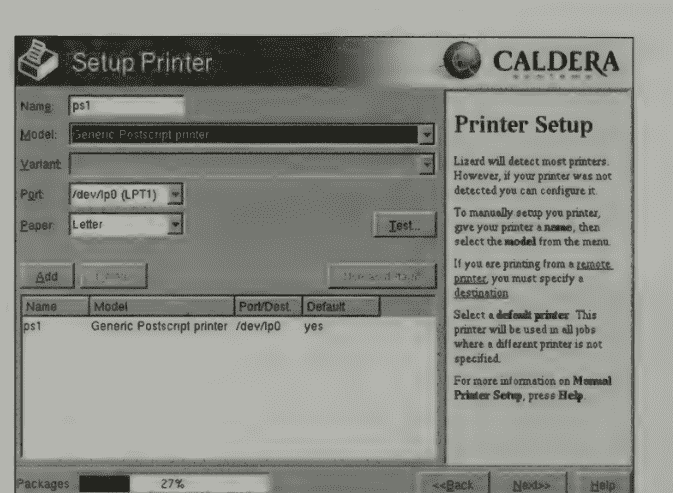 Setup Printer
CALDERA
systems
Name: ps1
Model: Generic Postscript printer
Variant:
Port: /dev/lp0 (LPT1)
Paper: Letter
Test...
Add
Name Model Port/Dest. Default
ps1 Generic Postscript printer /dev/lp0 yes
Printer Setup
Lizard will detect most printers.
However, if your printer was not
detected you can configure it.
To manually setup you printer,
give your printer a name, then
select the model from the menu.
If you are printing from a remote
printer, you must specify a
destination
Select a default printer This
printer will be used in all jobs
where a different printer is not
specified.
For more information on Manual
Printer Setup, press Help.
Packages 27%
<<Back Next>> Help